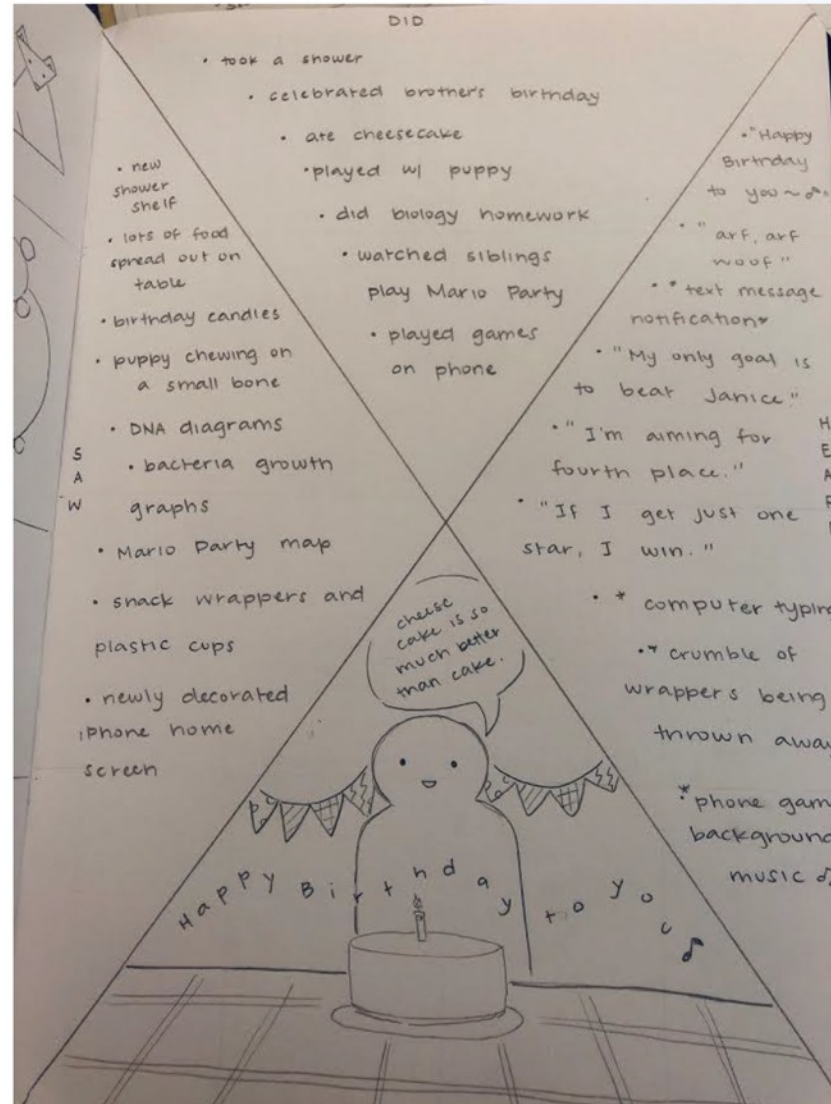 DID
• took a shower
• celebrated brother's birthday
• ate cheesecake
• played w/ puppy
• did biology homework
• watched siblings
play Mario Party
• played games
on phone
SAW
• new
shower
shelf
• lots of food
spread out on
table
• birthday candles
• puppy chewing on
a small bone
• DNA diagrams
• bacteria growth
graphs
• Mario Party map
• snack wrappers and
plastic cups
• newly decorated
iPhone home
screen
• "Happy
Birthday
to you~♪"
• "arf, arf
woof"
• *text message
notification*
• "My only goal is
to beat Janice."
• "I'm aiming for
fourth place."
• "If I get just one
star, I win."
• * computer
• * crumble of
wrappers being
thrown
• *phone
background
music ♪
cheese
cake is so
much better
than cake.
Happy Birthday to you ♪